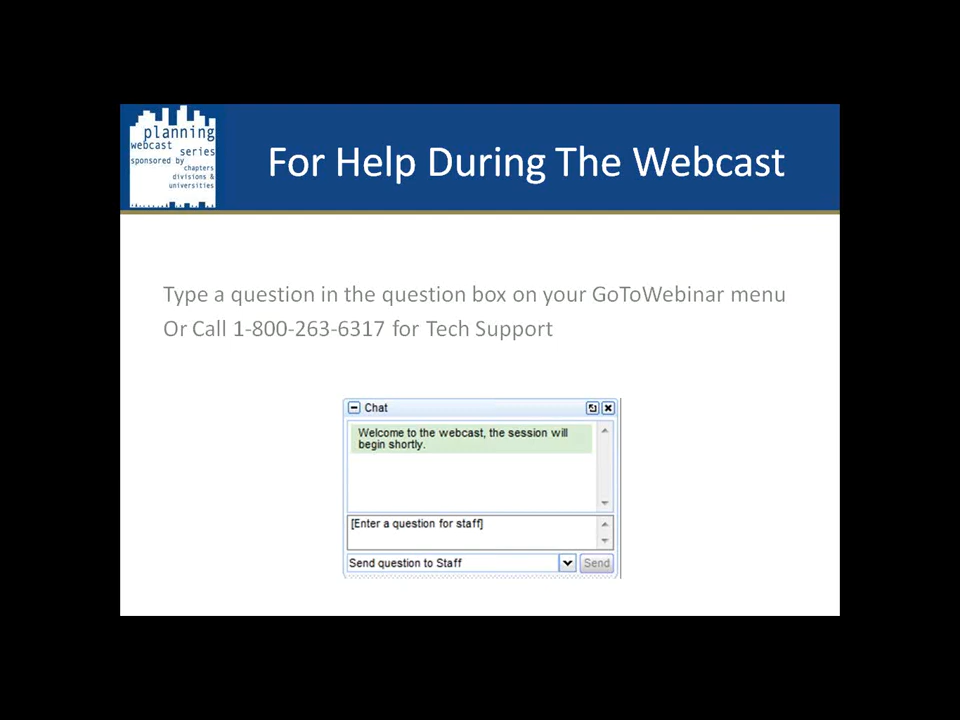 planning
webcast series
sponsored by
chapters
divisions &
universities
For Help During The Webcast
Type a question in the question box on your GoToWebinar menu
Or Call 1-800-263-6317 for Tech Support
Chat
Welcome to the webcast, the session will
begin shortly.
[Enter a question for staff]
Send question to Staff
Send